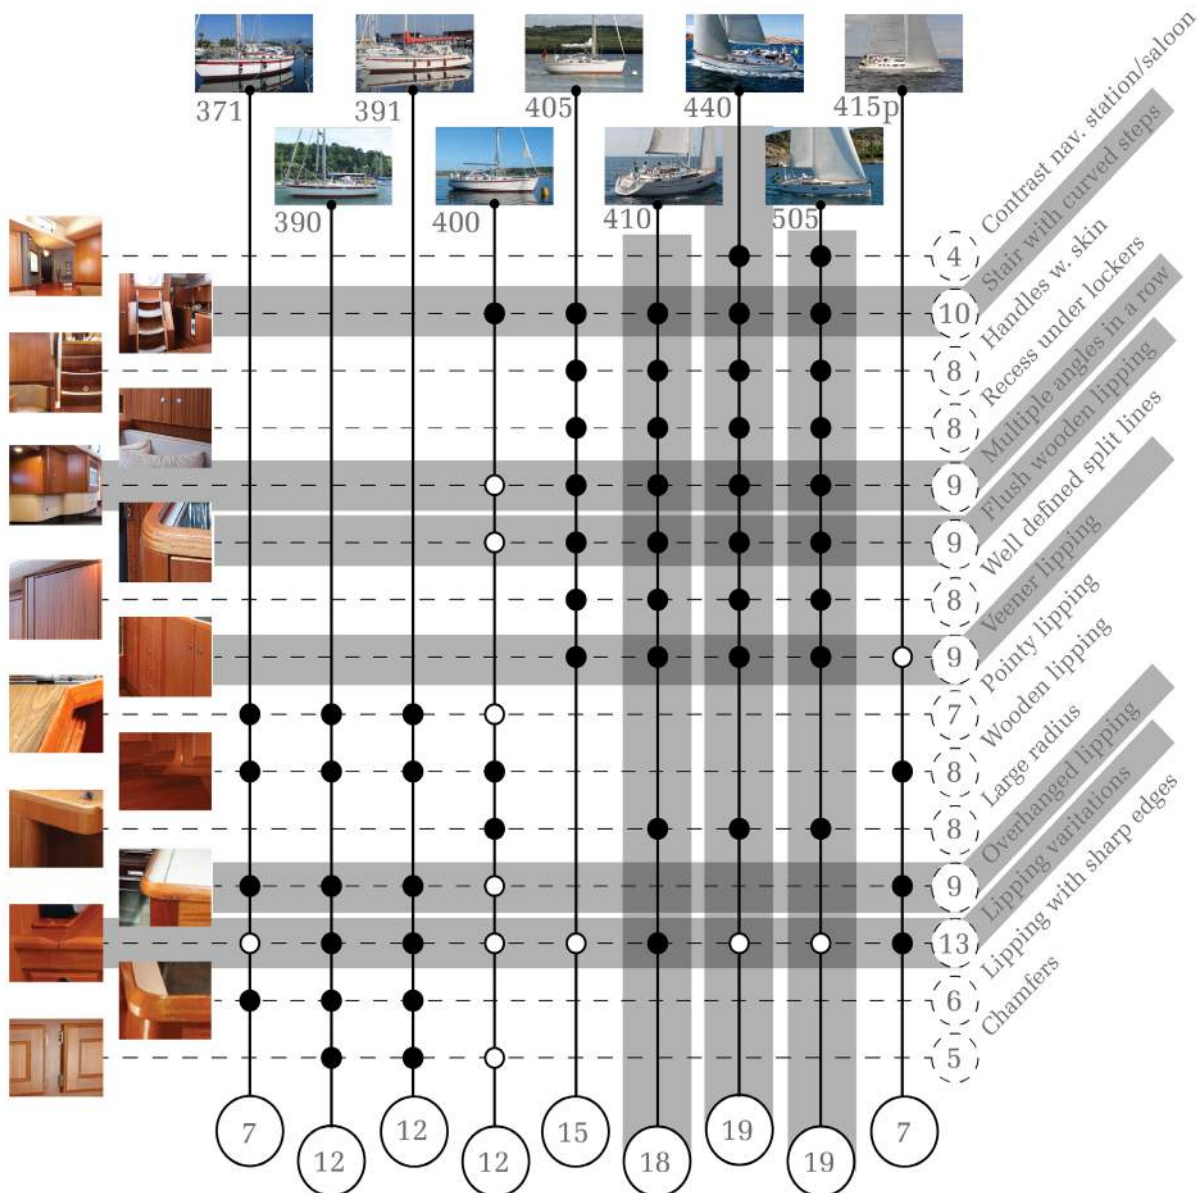 371
391
405
440
415p
390
400
410
505
4 Contrast nav. station/saloon
10 Stair with curved steps
8 Handles w. skin
8 Recess under lockers
9 Multiple angles in a row
9 Flush wooden lipping
8 Well defined split lines
9 Veener lipping
7 Pointy lipping
8 Wooden lipping
8 Large radius
9 Overhanged lipping
13 Lipping varitations
6 Lipping with sharp edges
5 Chamfers
7
12
12
12
15
18
19
19
7